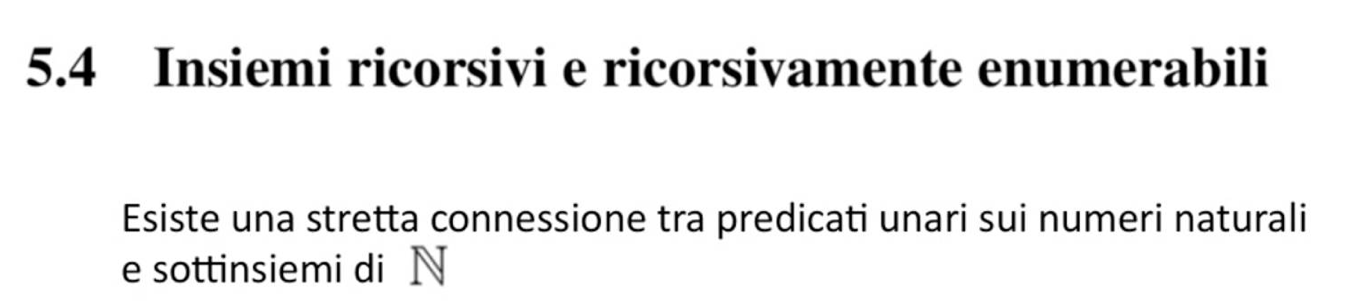 5.4 Insiemi ricorsivi e ricorsivamente enumerabili
Esiste una stretta connessione tra predicati unari sui numeri naturali
e sottinsiemi di ℕ